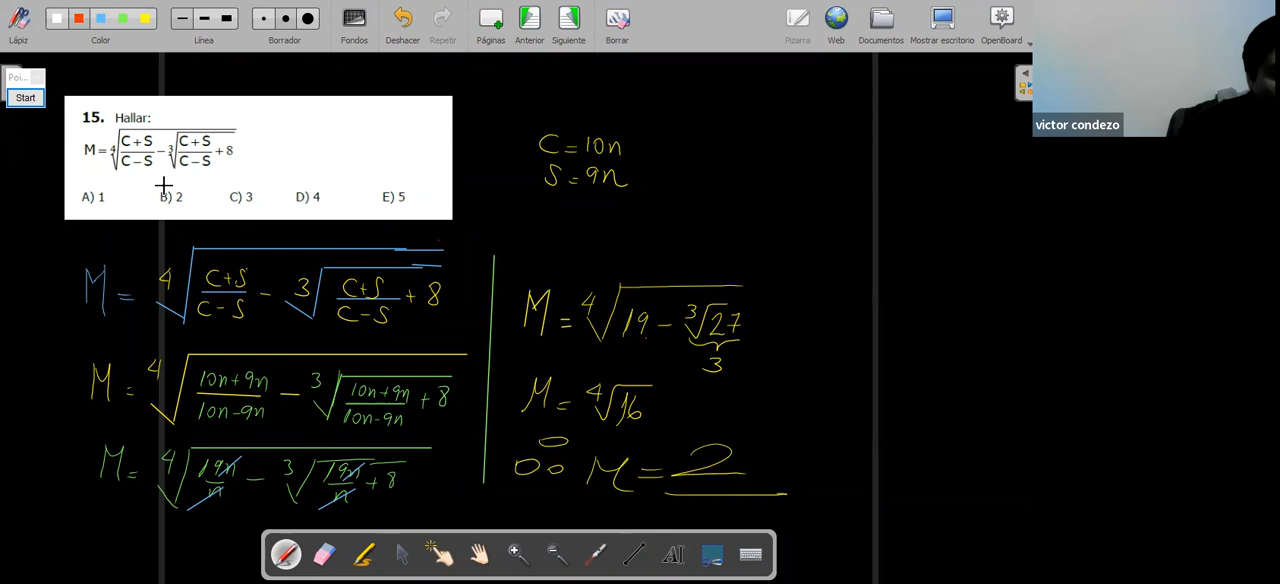 Lápiz Color Línea Borrador Fondos Deshacer Repetir Páginas Anterior Siguiente Borrar Pizarra Web Documentos Mostrar escritorio OpenBoard
Poi...
Start
victor condezo
15. Hallar:
M = ⁴√(C+S/C−S − ³√(C+S/C−S + 8))
A) 1 B) 2 C) 3 D) 4 E) 5
C = 10n
S = 9n
M = ⁴√(C+S/C−S − ³√(C+S/C−S + 8))
M = ⁴√(10n+9n/10n−9n − ³√(10n+9n/10n−9n + 8))
M = ⁴√(19n/n − ³√(19n/n + 8))
M = ⁴√(19 − ³√27)
3
M = ⁴√16
∴ M = 2
AI